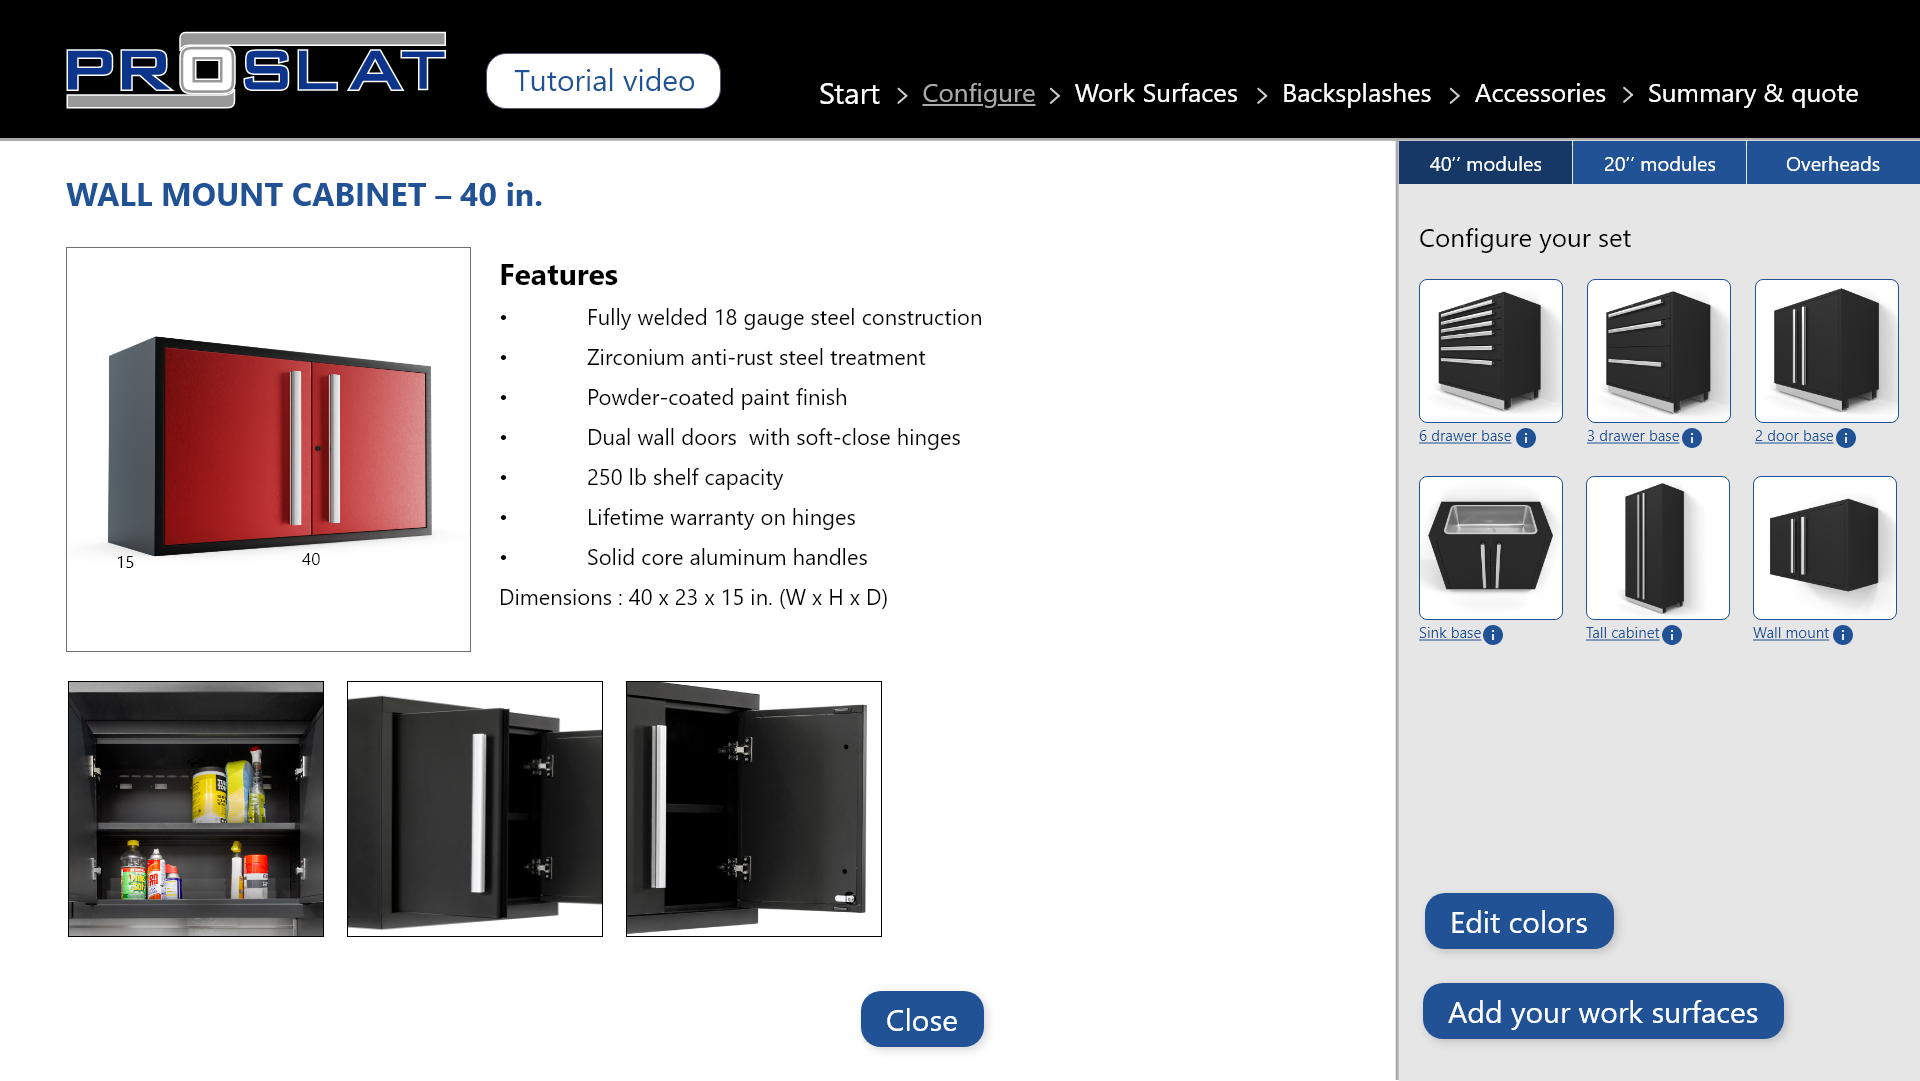 PROSLAT
Tutorial video
Start > Configure > Work Surfaces > Backsplashes > Accessories > Summary & quote
40’’ modules
20’’ modules
Overheads
WALL MOUNT CABINET – 40 in.
Configure your set
Features
• Fully welded 18 gauge steel construction
• Zirconium anti-rust steel treatment
• Powder-coated paint finish
• Dual wall doors  with soft-close hinges
• 250 lb shelf capacity
• Lifetime warranty on hinges
• Solid core aluminum handles
Dimensions : 40 x 23 x 15 in. (W x H x D)
15
40
6 drawer base i
3 drawer base i
2 door base i
Sink base i
Tall cabinet i
Wall mount i
Edit colors
Add your work surfaces
Close